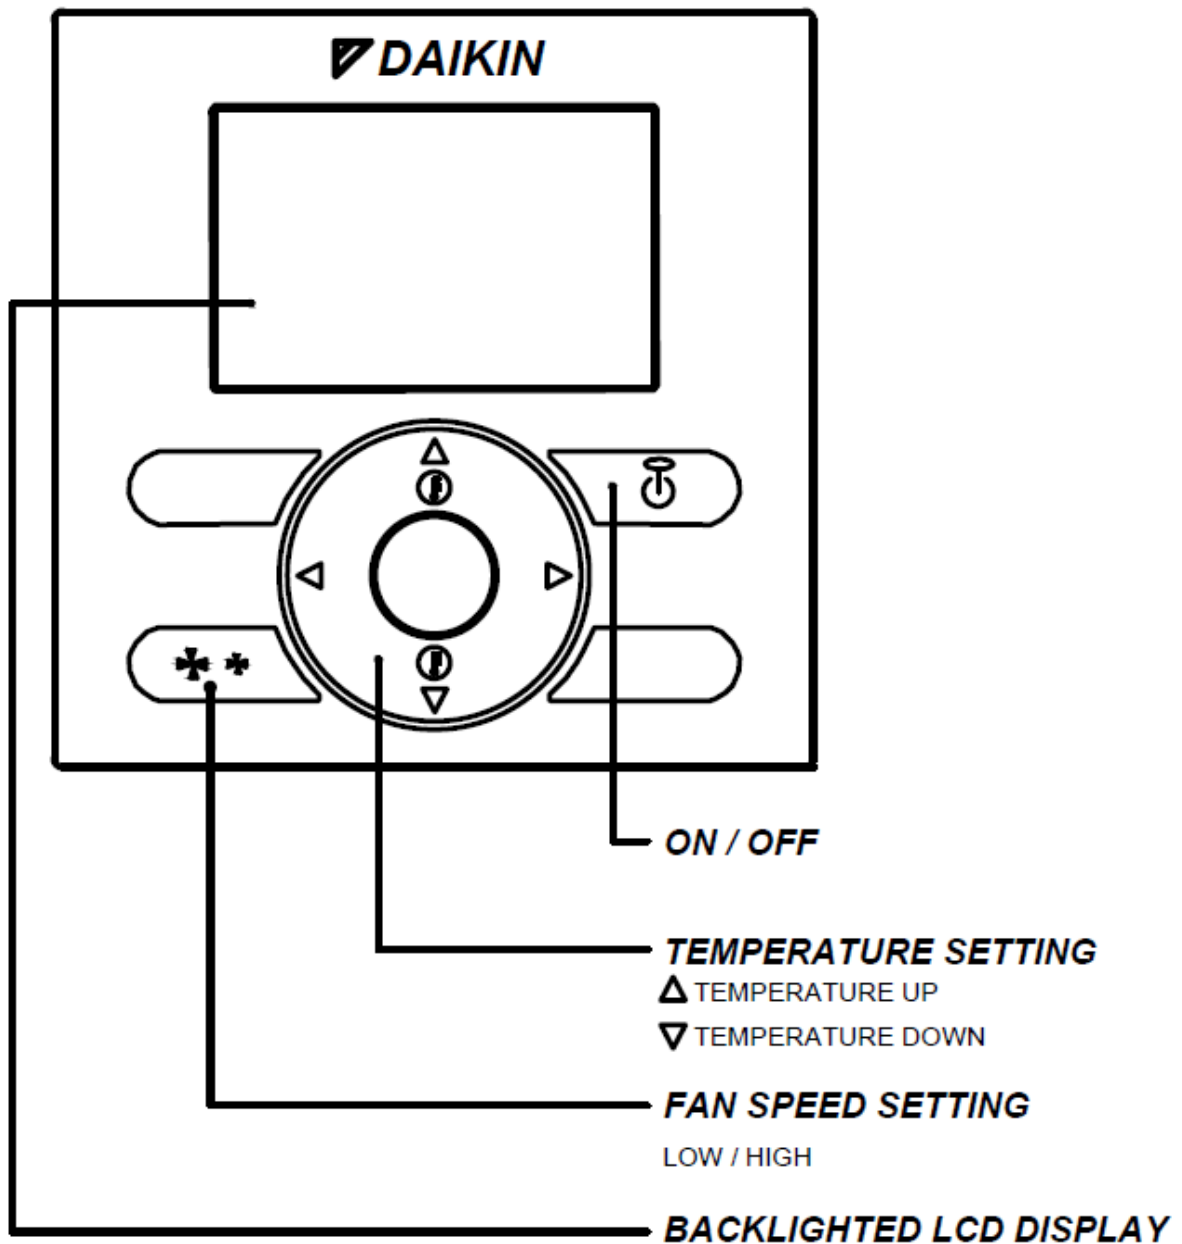 DAIKIN
ON / OFF
TEMPERATURE SETTING
TEMPERATURE UP
TEMPERATURE DOWN
FAN SPEED SETTING
LOW / HIGH
BACKLIGHTED LCD DISPLAY